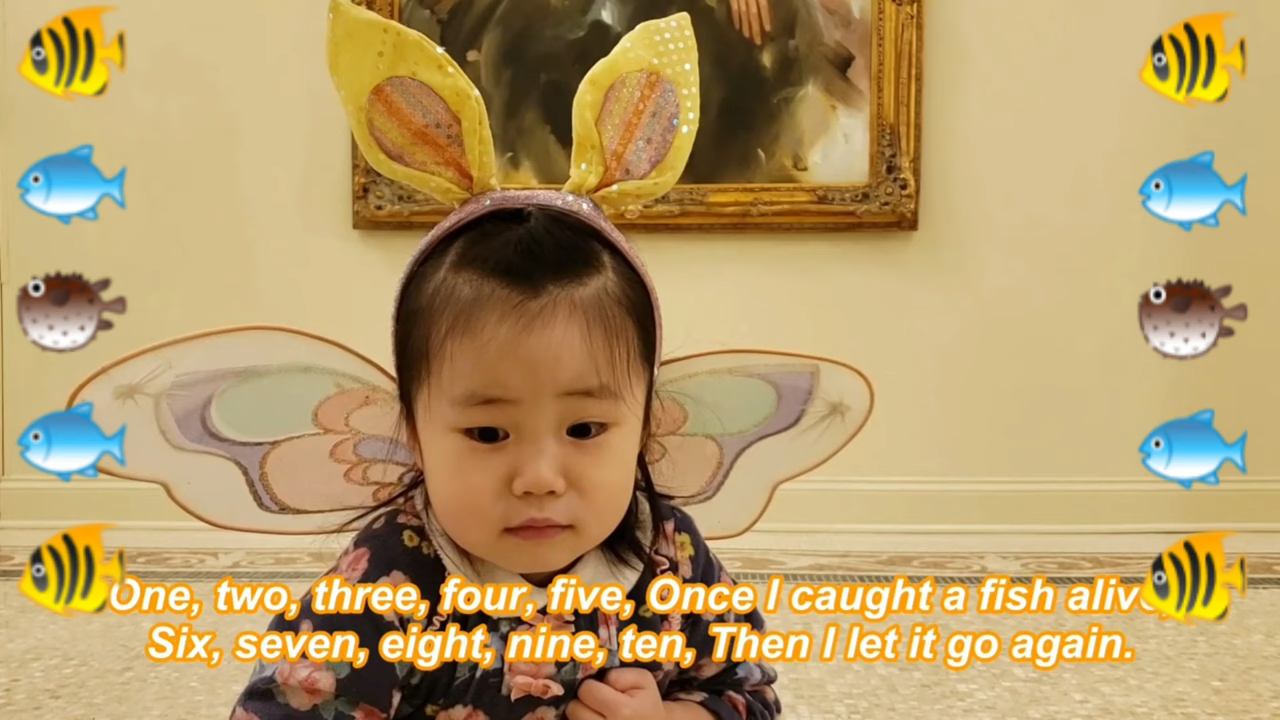 One, two, three, four, five, Once I caught a fish alive
Six, seven, eight, nine, ten, Then I let it go again.